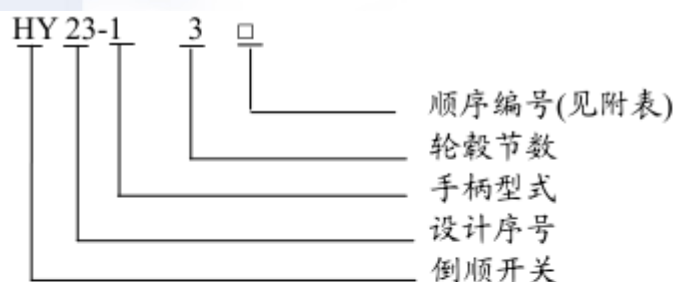 HY 23-1 3 □
顺序编号(见附表)
轮毂节数
手柄型式
设计序号
倒顺开关